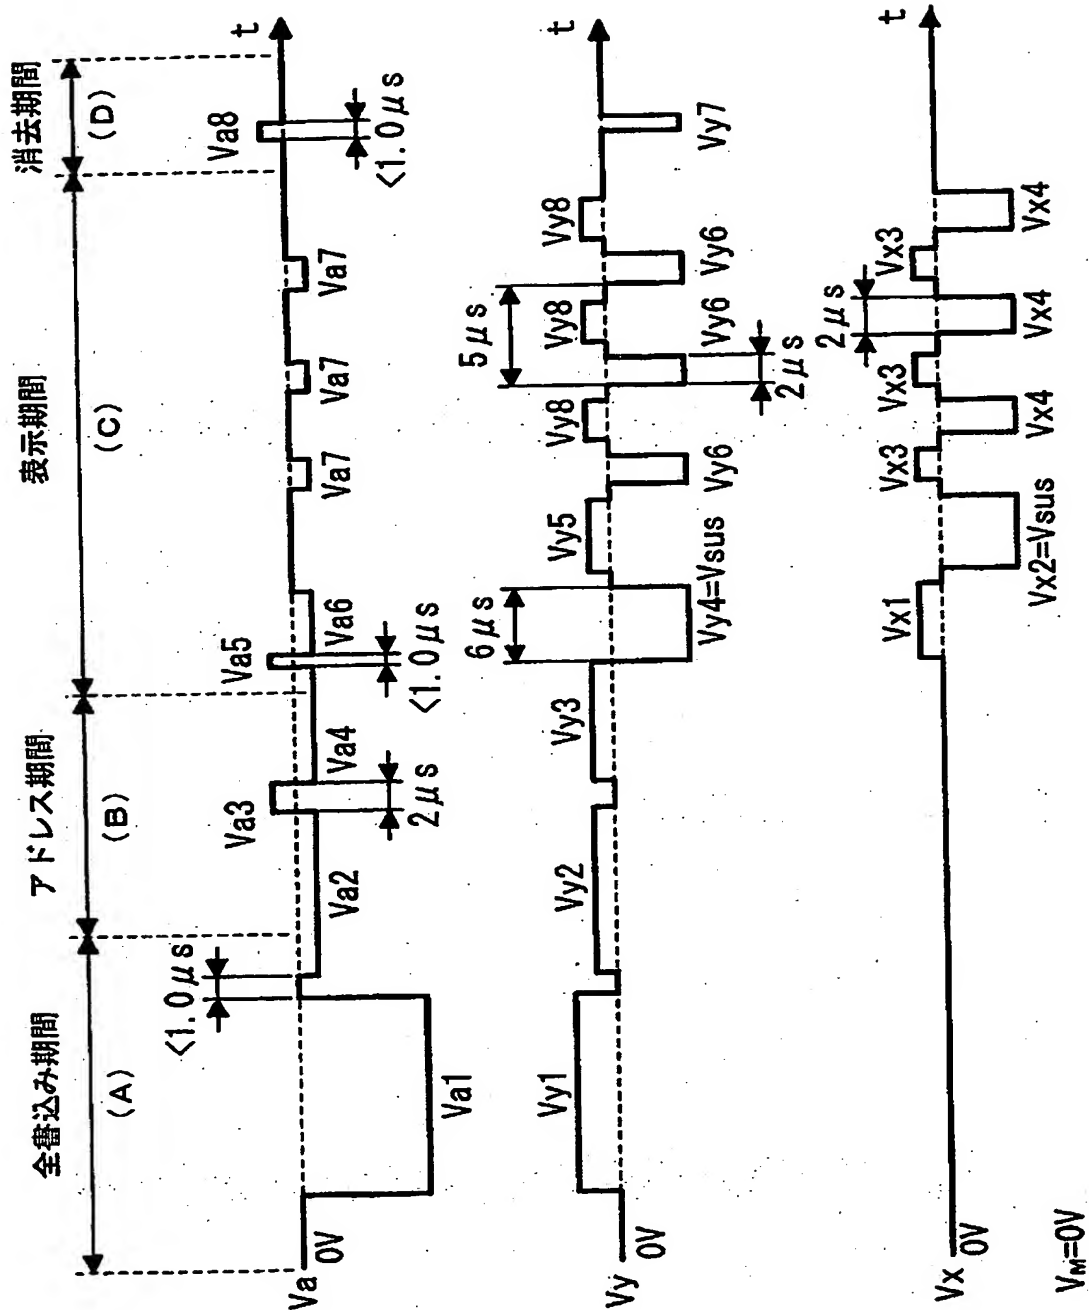 全書込み期間
アドレス期間
表示期間
消去期間
(A)
(B)
(C)
(D)
Va
0V
Va1
<1.0μs
Va2
Va3
2μs
Va4
Va5
<1.0μs
Va6
Va7
Va7
Va7
Va8
<1.0μs
t
Vy
0V
Vy1
Vy2
Vy3
6μs
Vy4=Vsus
Vy5
Vy6
Vy8
5μs
Vy6
2μs
Vy8
Vy6
Vy8
Vy7
t
Vx
0V
Vx1
Vx2=Vsus
Vx3
Vx4
Vx3
2μs
Vx4
Vx3
Vx4
t
VM=0V